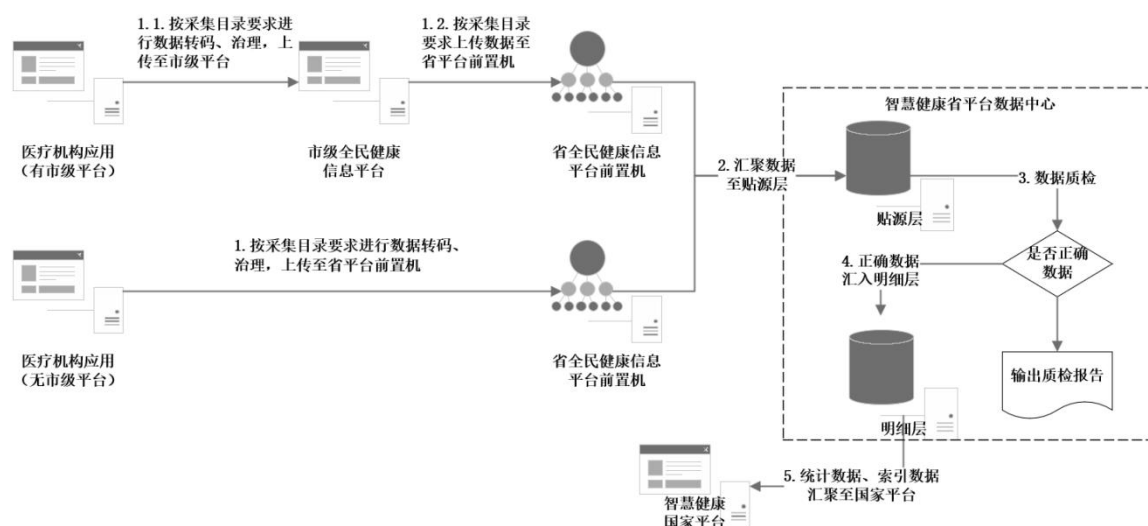 1.1.按采集目录要求进
行数据转码、治理，上
传至市级平台
1.2.按采集目录
要求上传数据至
省平台前置机
医疗机构应用
（有市级平台）
市级全民健康
信息平台
省全民健康信息
平台前置机
智慧健康省平台数据中心
2.汇聚数据
至贴源层
贴源层
3.数据质检
1.按采集目录要求进行数据转码、
治理，上传至省平台前置机
4.正确数据
汇入明细层
是否正确
数据
医疗机构应用
（无市级平台）
省全民健康信息
平台前置机
输出质检报告
明细层
5.统计数据、索引数据
汇聚至国家平台
智慧健康
国家平台